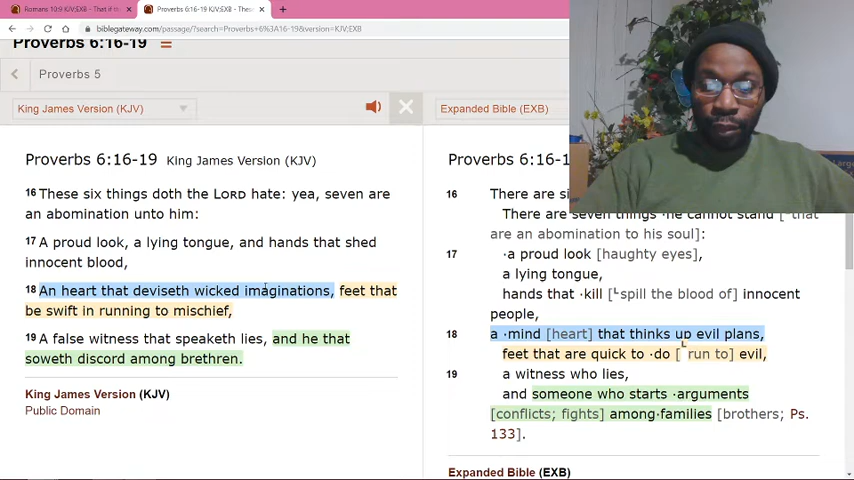 Romans 10:9 KJV;EXB - That if th
Proverbs 6:16-19 KJV;EXB - Thes
biblegateway.com/passage/?search=Proverbs+6%3A16-19&version=KJV;EXB
Proverbs 6:16-19
Proverbs 5
King James Version (KJV)
Proverbs 6:16-19 King James Version (KJV)
16 These six things doth the LORD hate: yea, seven are
an abomination unto him:
17 A proud look, a lying tongue, and hands that shed
innocent blood,
18 An heart that deviseth wicked imaginations, feet that
be swift in running to mischief,
19 A false witness that speaketh lies, and he that
soweth discord among brethren.
King James Version (KJV)
Public Domain
Expanded Bible (EXB)
Proverbs 6:16-1
16 There are si
There are seven things ·he cannot stand [that
are an abomination to his soul]:
17 ·a proud look [haughty eyes],
a lying tongue,
hands that ·kill [Lspill the blood of] innocent
people,
18 a ·mind [heart] that thinks up evil plans,
feet that are quick to ·do [Lrun to] evil,
19 a witness who lies,
and someone who starts ·arguments
[conflicts; fights] among·families [brothers; Ps.
133].
Expanded Bible (EXB)